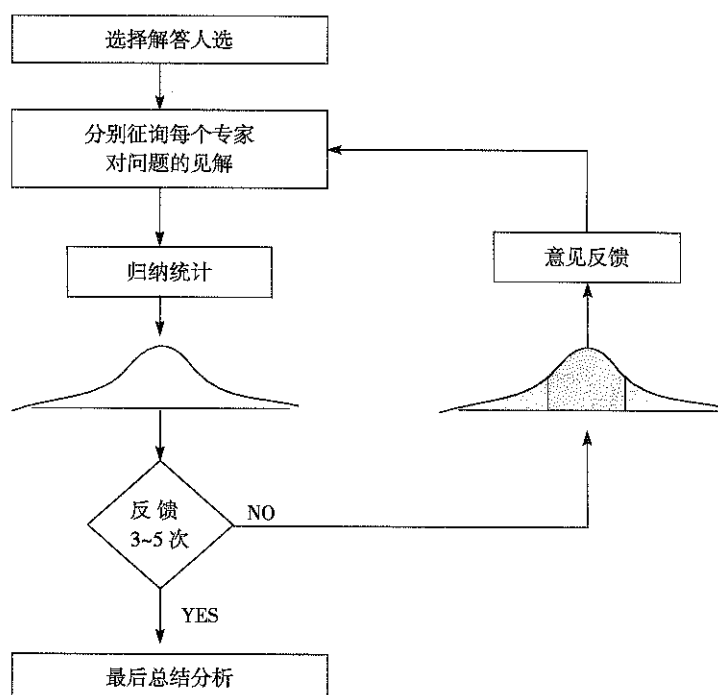 选择解答人选
分别征询每个专家
对问题的见解
归纳统计
意见反馈
反馈
3~5次
NO
YES
最后总结分析